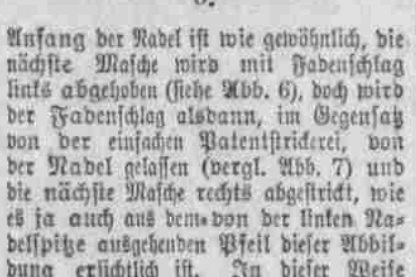 Anfang der Nadel ist wie gewöhnlich, die
nächste Masche wird mit Fadenschlag
links abgehoben (siehe Abb. 6), doch wird
der Fadenschlag alsdann, im Gegensatz
von der einfachen Patentstrickerei, von
der Nadel gelassen (vergl. Abb. 7) und
die nächste Masche rechts abgestrickt, wie
es ja auch aus dem von der linken Na-
delspitze ausgehenden Pfeil dieser Abbil-
dung ersichtlich ist. In dieser Weise